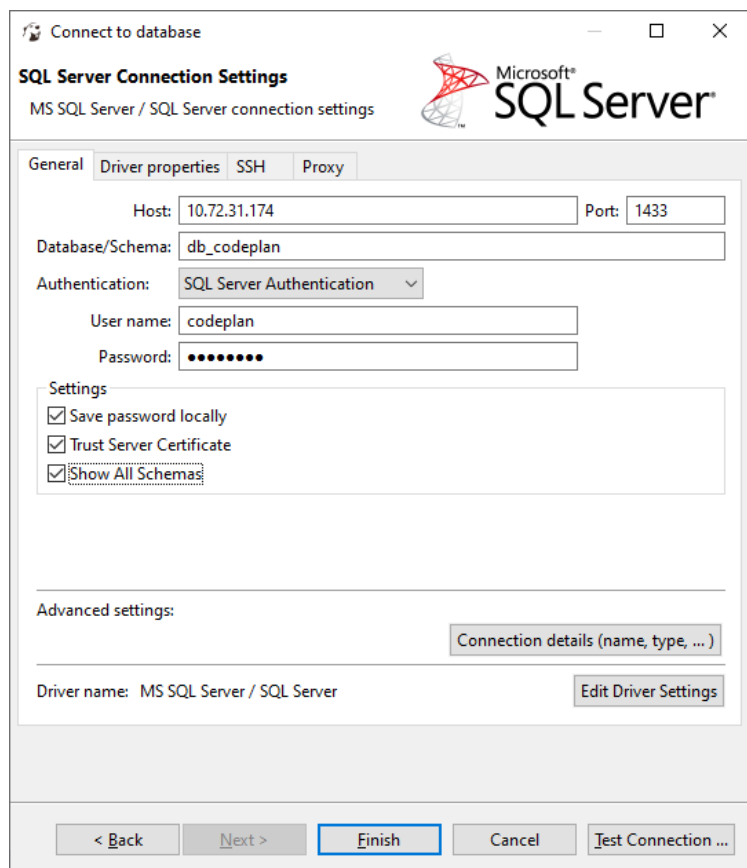 Connect to database
SQL Server Connection Settings
MS SQL Server / SQL Server connection settings
Microsoft®
SQL Server®
™
General Driver properties SSH Proxy
Host: 10.72.31.174 Port: 1433
Database/Schema: db_codeplan
Authentication: SQL Server Authentication
User name: codeplan
Password: ●●●●●●●●
Settings
Save password locally
Trust Server Certificate
Show All Schemas
Advanced settings:
Connection details (name, type, ... )
Driver name: MS SQL Server / SQL Server Edit Driver Settings
< Back Next > Finish Cancel Test Connection ...